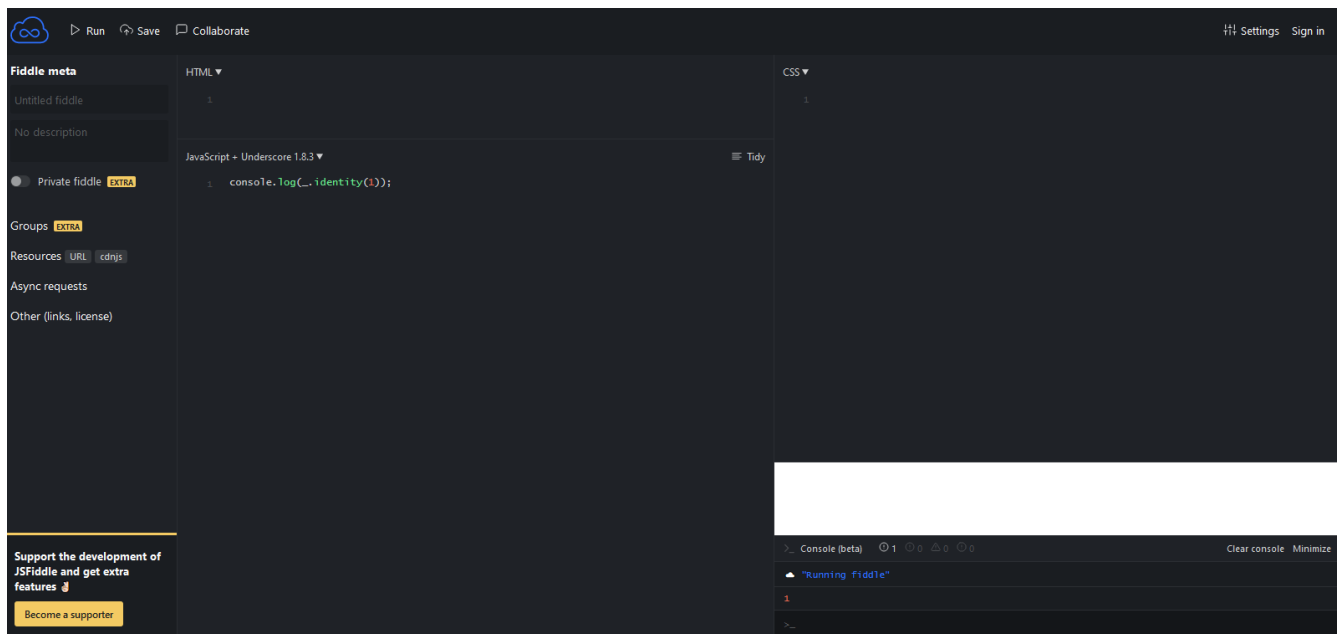 Run Save Collaborate Settings Sign in
Fiddle meta
Untitled fiddle
No description
Private fiddle EXTRA
Groups EXTRA
Resources URL cdnjs
Async requests
Other (links, license)
Support the development of
JSFiddle and get extra
features
Become a supporter
HTML ▼
1
JavaScript + Underscore 1.8.3 ▼ Tidy
1 console.log(_.identity(1));
CSS ▼
1
>_ Console (beta) 1 0 0 0 Clear console Minimize
"Running fiddle"
1
>_